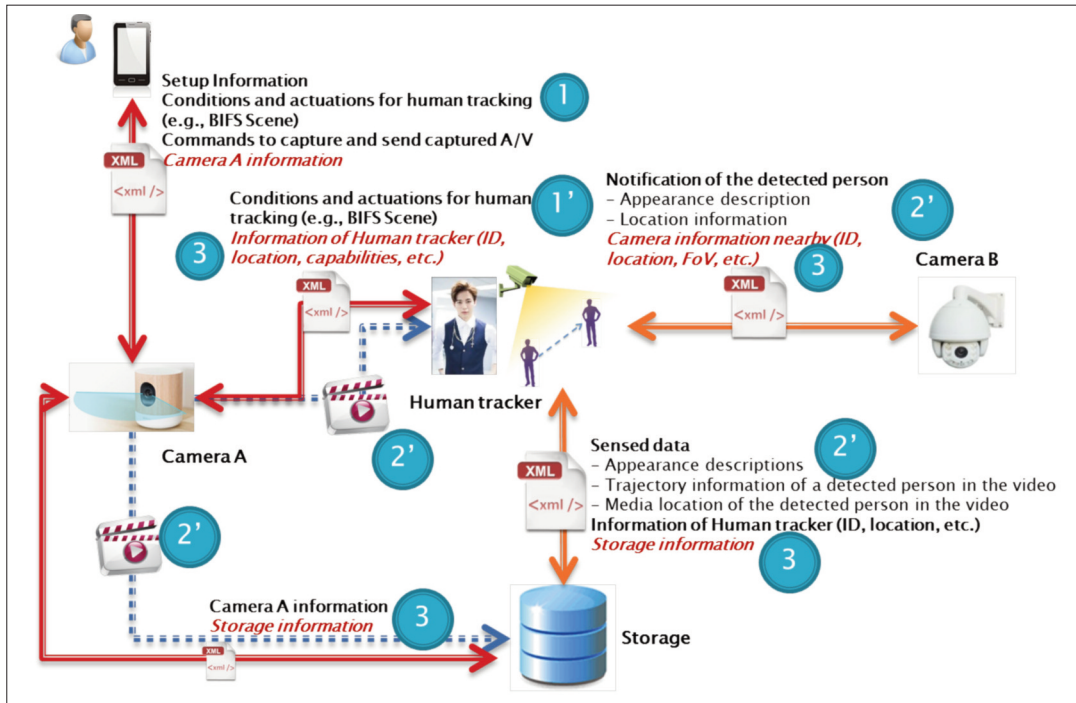 Setup Information
Conditions and actuations for human tracking
(e.g., BIFS Scene)
Commands to capture and send captured A/V
Camera A information
1
XML
<xml />
Conditions and actuations for human
tracking (e.g., BIFS Scene)
Information of Human tracker (ID,
location, capabilities, etc.)
1’
3
XML
<xml />
Notification of the detected person
– Appearance description
– Location information
Camera information nearby (ID,
location, FoV, etc.)
2’
3
XML
<xml />
Camera B
Human tracker
2’
Camera A
2’
Sensed data
– Appearance descriptions
– Trajectory information of a detected person in the video
– Media location of the detected person in the video
Information of Human tracker (ID, location, etc.)
Storage information
2’
3
XML
<xml />
Camera A information
Storage information
3
XML
<xml />
Storage